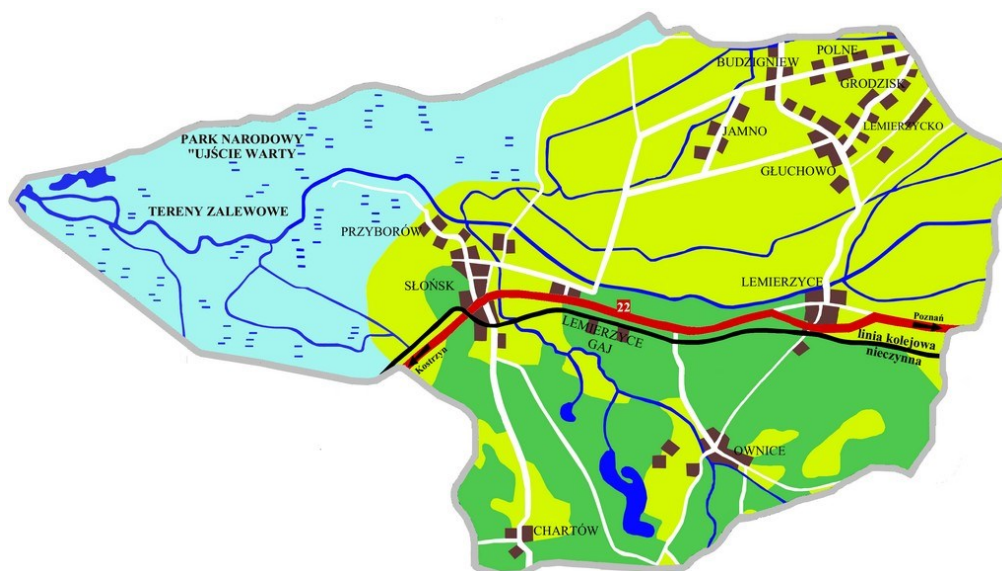 POLNE
BUDZIGNIEW
GRODZISK
LEMIERZYCKO
JAMNO
PARK NARODOWY
"UJŚCIE WARTY
GŁUCHOWO
TERENY ZALEWOWE
PRZYBORÓW
SŁOŃSK
LEMIERZYCE
22
Poznań
LEMIERZYCE
GAJ
linia kolejowa
nieczynna
Kostrzyn
OWNICE
CHARTÓW